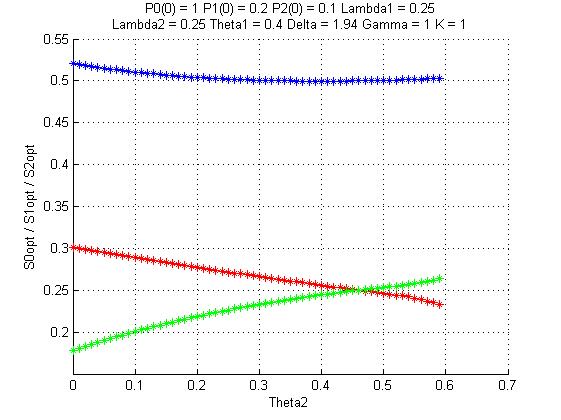 P0(0) = 1 P1(0) = 0.2 P2(0) = 0.1 Lambda1 = 0.25
Lambda2 = 0.25 Theta1 = 0.4 Delta = 1.94 Gamma = 1 K = 1
S0opt / S1opt / S2opt
0.55
0.5
0.45
0.4
0.35
0.3
0.25
0.2
0 0.1 0.2 0.3 0.4 0.5 0.6 0.7
Theta2